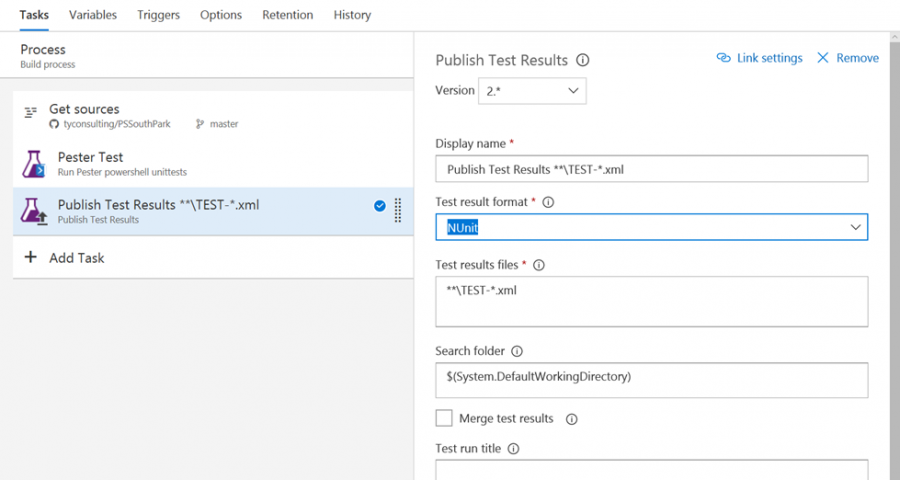 Tasks Variables Triggers Options Retention History
Process
Build process
Get sources
tyconsulting/PSSouthPark master
Pester Test
Run Pester powershell unittests
Publish Test Results **\TEST-*.xml
Publish Test Results
Add Task
Publish Test Results
Link settings Remove
Version 2.*
Display name *
Publish Test Results **\TEST-*.xml
Test result format *
NUnit
Test results files *
**\TEST-*.xml
Search folder
$(System.DefaultWorkingDirectory)
Merge test results
Test run title